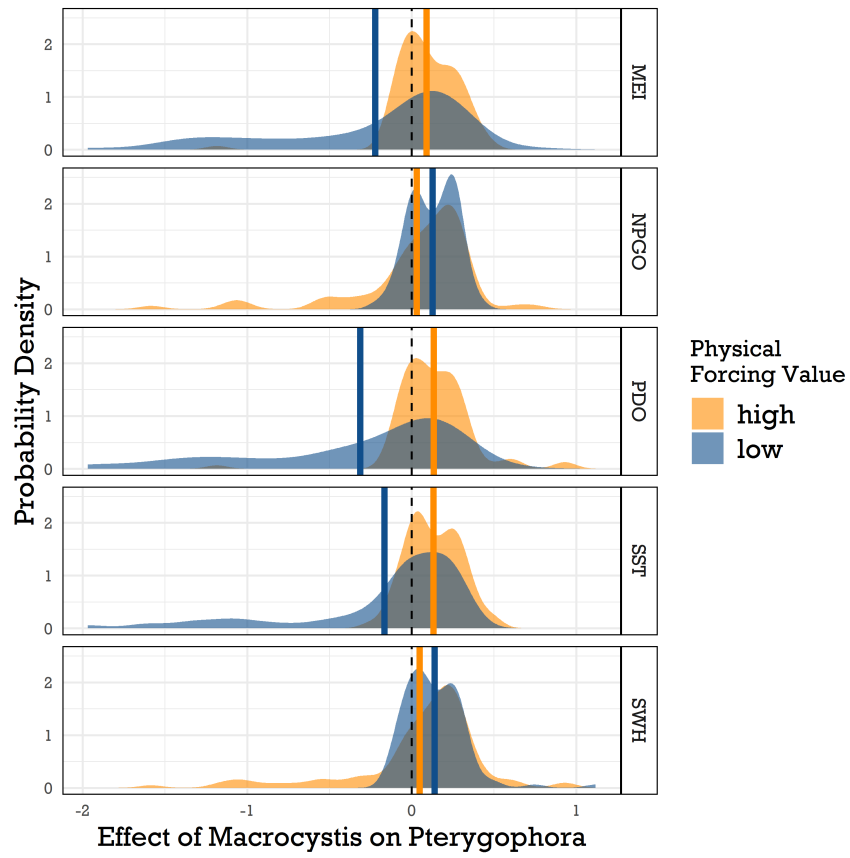 2
1
0
MEI
2
1
0
NPGO
2
1
0
PDO
2
1
0
SST
2
1
0
SWH
-2
-1
0
1
Effect of Macrocystis on Pterygophora
Probability Density
Physical
Forcing Value
high
low